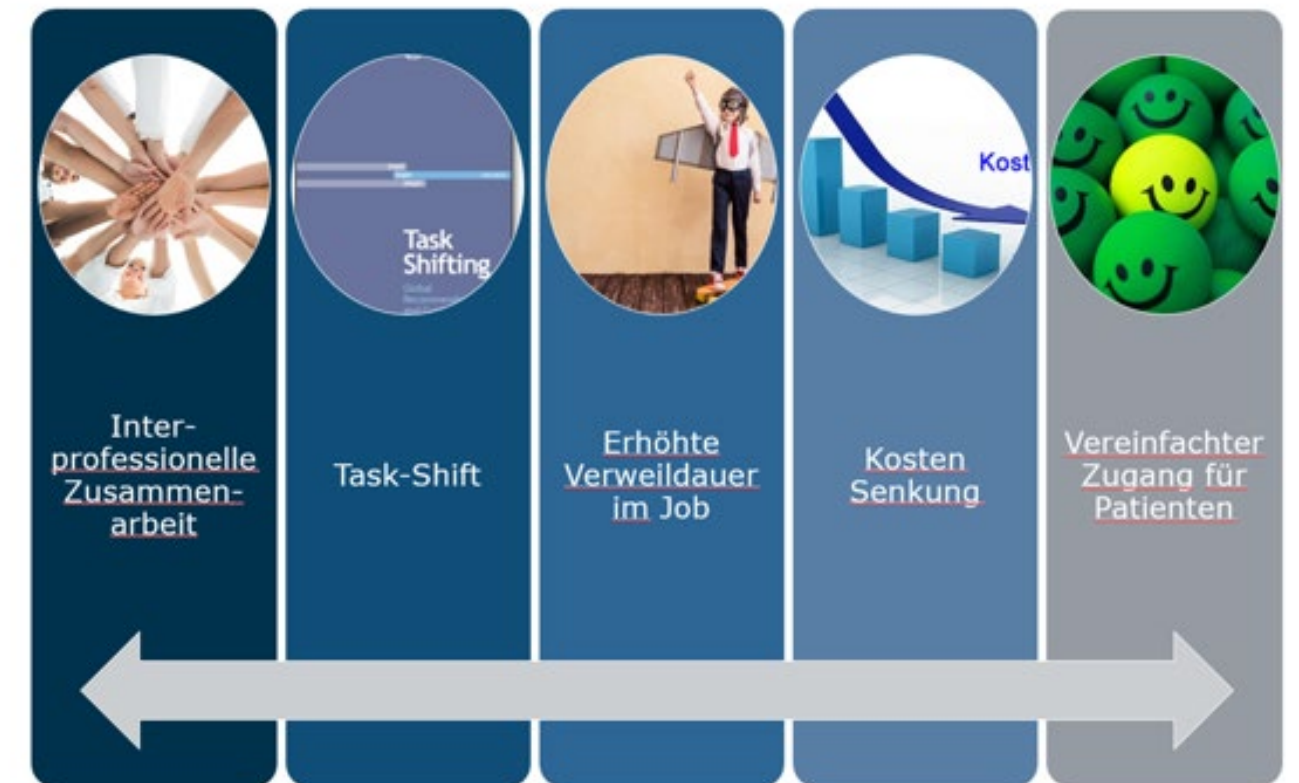 Task
Shifting
Global
Kost
Inter-
professionelle
Zusammen-
arbeit
Task-Shift
Erhöhte
Verweildauer
im Job
Kosten
Senkung
Vereinfachter
Zugang für
Patienten